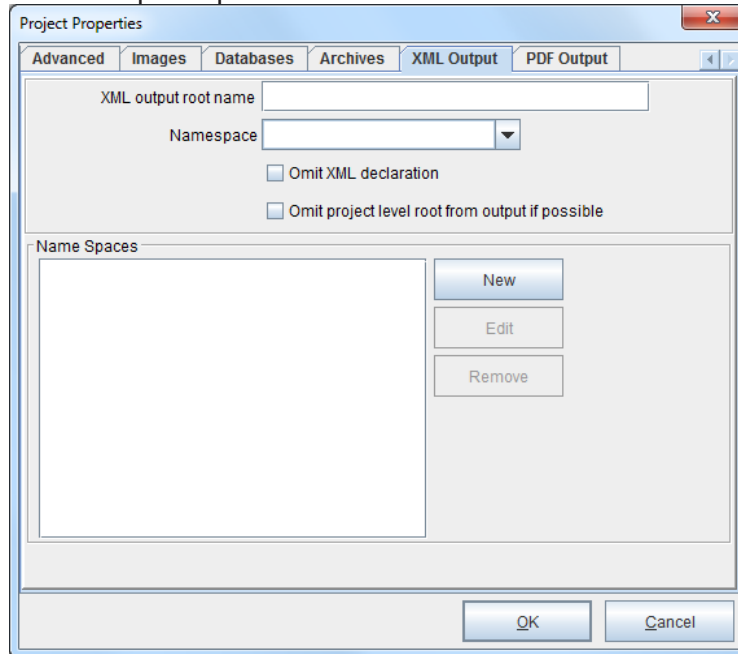 Project Properties
Advanced Images Databases Archives XML Output PDF Output
XML output root name
Namespace
Omit XML declaration
Omit project level root from output if possible
Name Spaces
New
Edit
Remove
OK Cancel